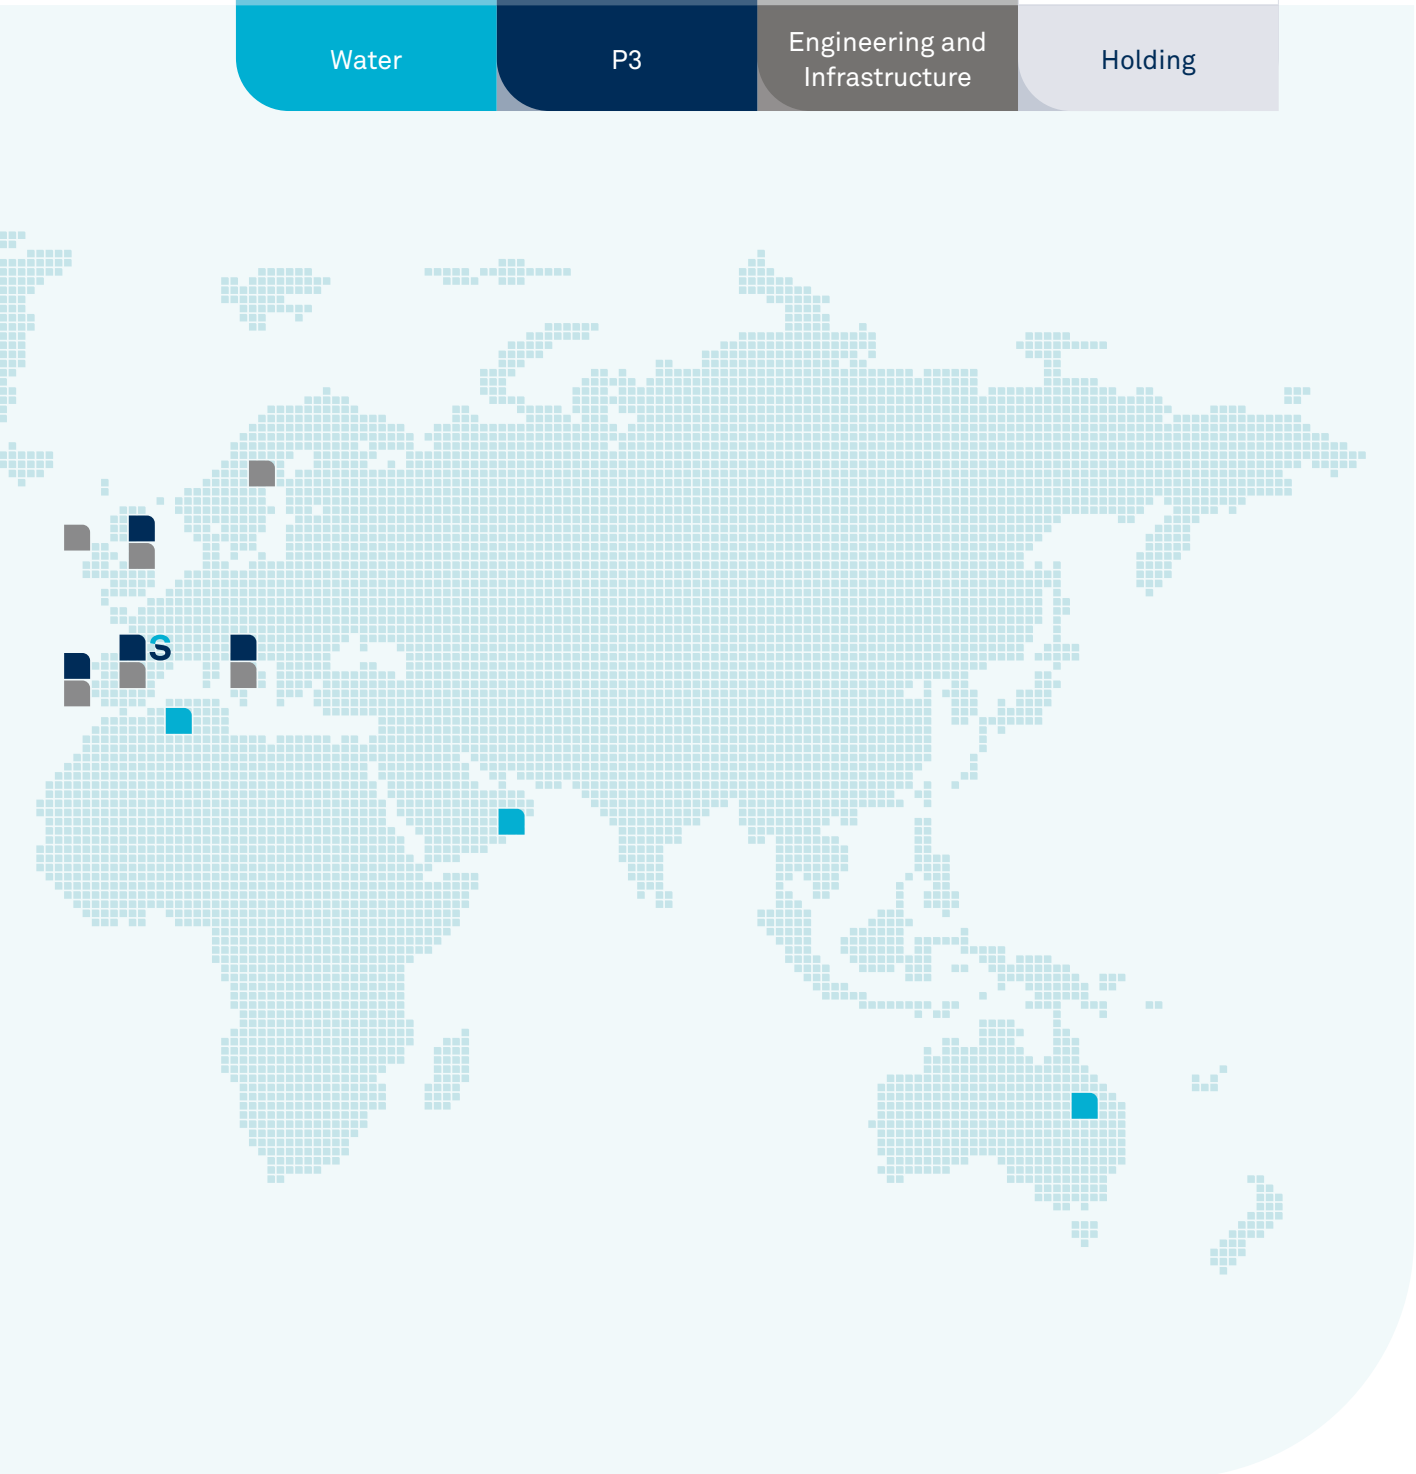 Water
P3
Engineering and
Infrastructure
Holding
S